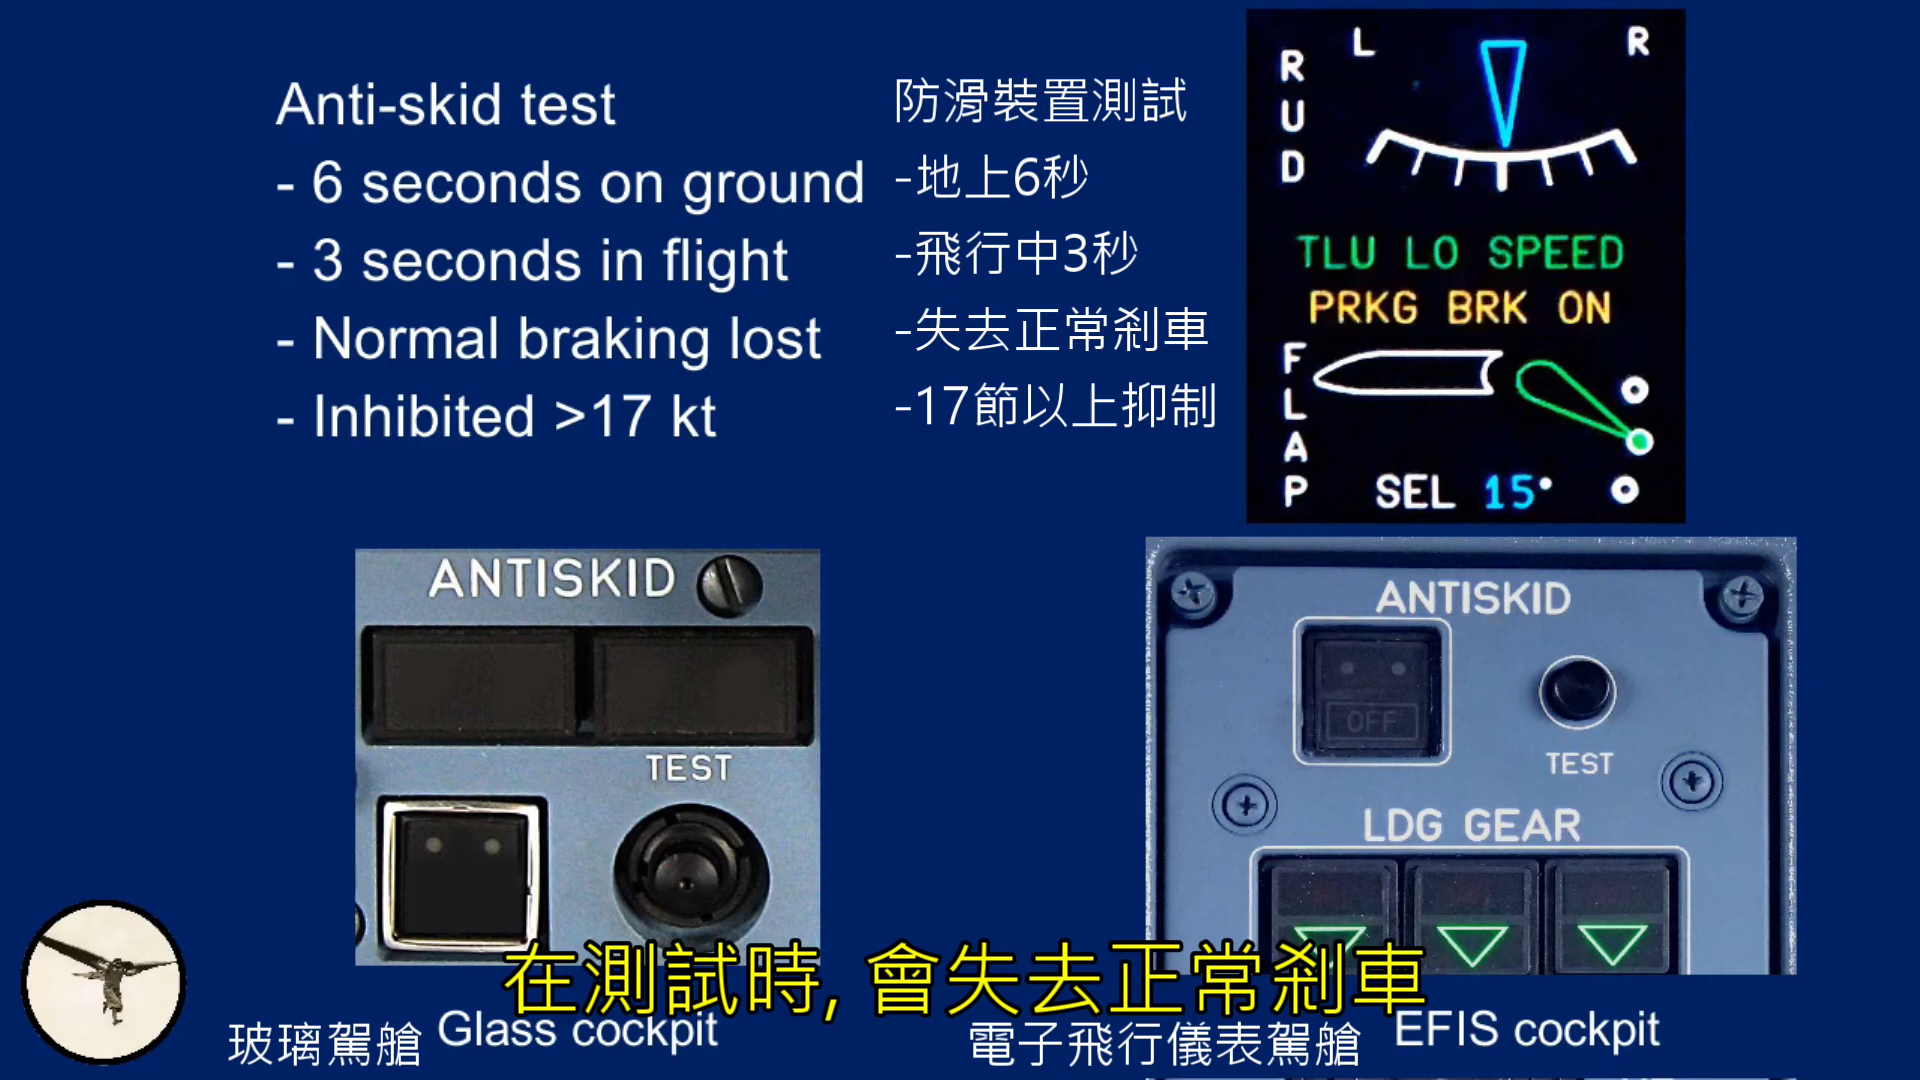 Anti-skid test
- 6 seconds on ground
- 3 seconds in flight
- Normal braking lost
- Inhibited >17 kt
防滑裝置測試
-地上6秒
-飛行中3秒
-失去正常剎車
-17節以上抑制
L R
RUD
TLU LO SPEED
PRKG BRK ON
FLAP
SEL 15°
ANTISKID
TEST
ANTISKID
OFF
TEST
LDG GEAR
在測試時, 會失去正常剎車
玻璃駕艙 Glass cockpit
電子飛行儀表駕艙 EFIS cockpit